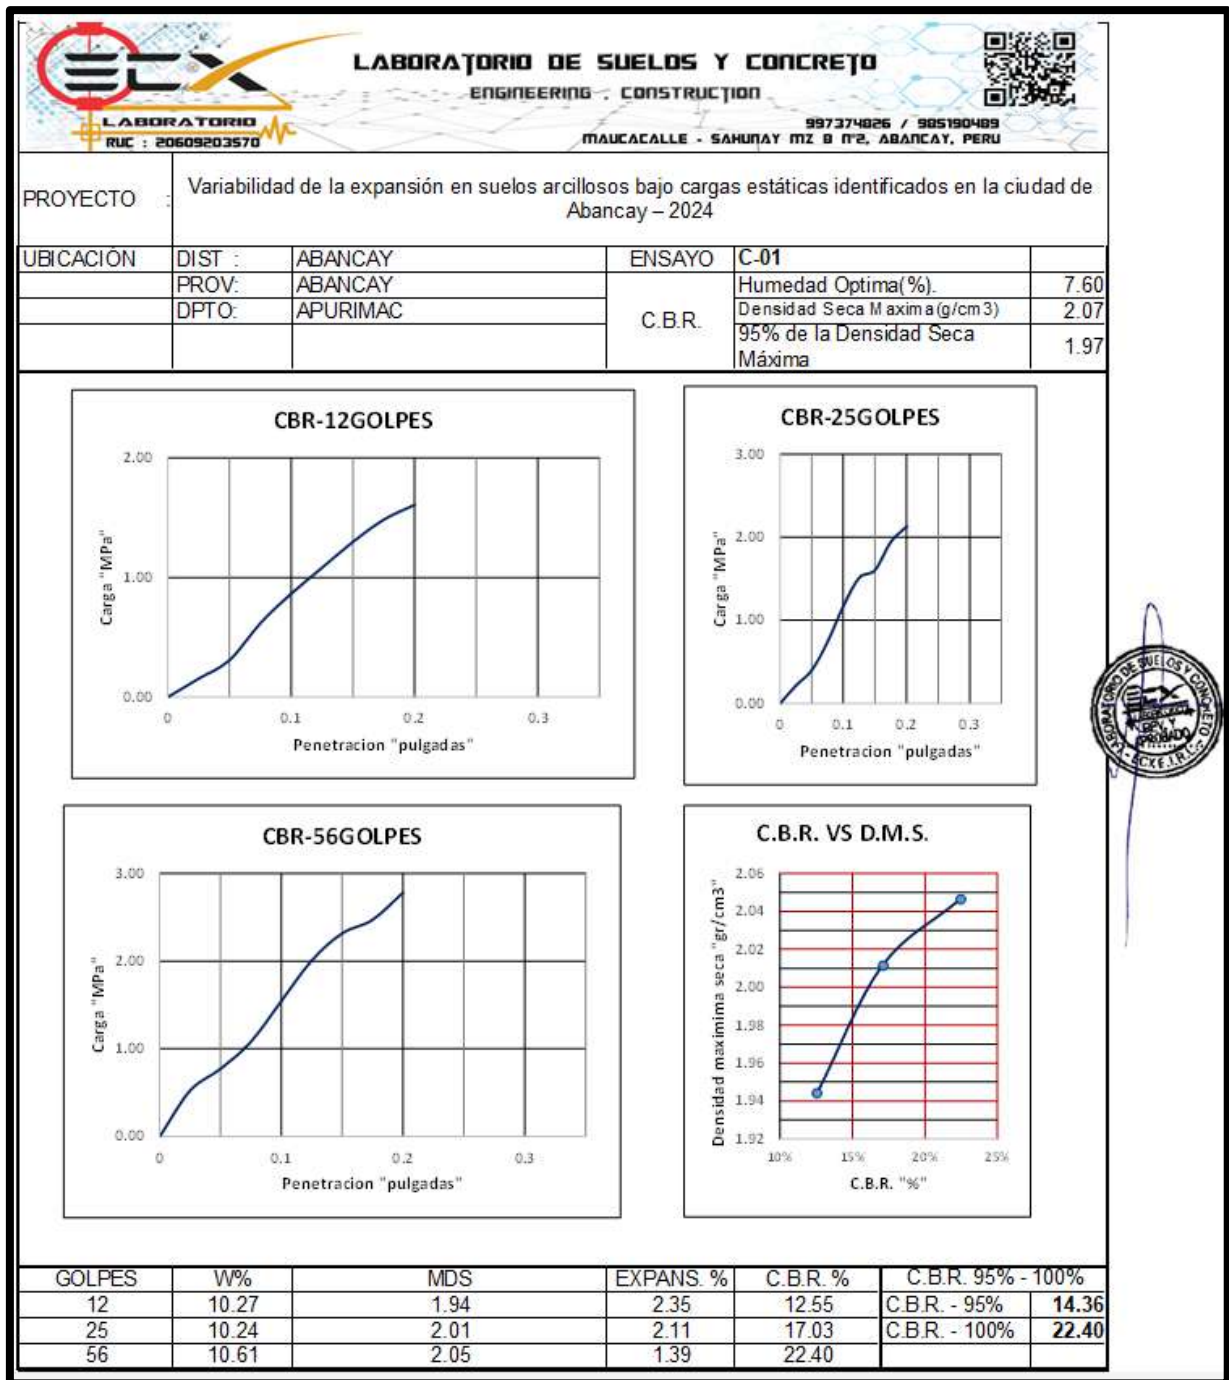 ECX
LABORATORIO
RUC : 20609203570
LABORATORIO DE SUELOS Y CONCRETO
ENGINEERING . CONSTRUCTION
997374826 / 985190489
MAUCACALLE - SAHUNAY MZ B N°2, ABANCAY, PERU
PROYECTO : Variabilidad de la expansión en suelos arcillosos bajo cargas estáticas identificados en la ciudad de
Abancay – 2024
UBICACIÓN DIST : ABANCAY ENSAYO C-01
PROV: ABANCAY Humedad Optima(%). 7.60
DPTO: APURIMAC C.B.R. Densidad Seca Maxima(g/cm3) 2.07
95% de la Densidad Seca
Máxima 1.97
CBR-12GOLPES
Carga "MPa"
2.00
1.00
0.00
0 0.1 0.2 0.3
Penetracion "pulgadas"
CBR-25GOLPES
Carga "MPa"
3.00
2.00
1.00
0.00
0 0.1 0.2 0.3
Penetracion "pulgadas"
LABORATORIO DE SUELOS Y CONCRETO
ECX E.I.R.L.
CBR-56GOLPES
Carga "MPa"
3.00
2.00
1.00
0.00
0 0.1 0.2 0.3
Penetracion "pulgadas"
C.B.R. VS D.M.S.
Densidad maximima seca "gr/cm3"
2.06
2.04
2.02
2.00
1.98
1.96
1.94
1.92
10% 15% 20% 25%
C.B.R. "%"
GOLPES W% MDS EXPANS. % C.B.R. % C.B.R. 95% - 100%
12 10.27 1.94 2.35 12.55 C.B.R. - 95% 14.36
25 10.24 2.01 2.11 17.03 C.B.R. - 100% 22.40
56 10.61 2.05 1.39 22.40